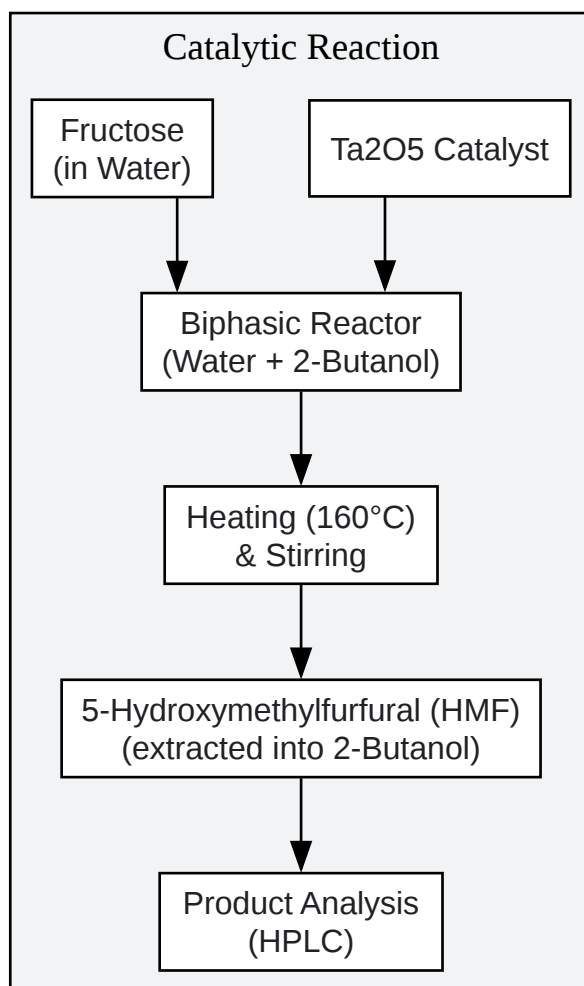 Catalytic Reaction
Fructose
(in Water)
Ta2O5 Catalyst
Biphasic Reactor
(Water + 2-Butanol)
Heating (160°C)
& Stirring
5-Hydroxymethylfurfural (HMF)
(extracted into 2-Butanol)
Product Analysis
(HPLC)